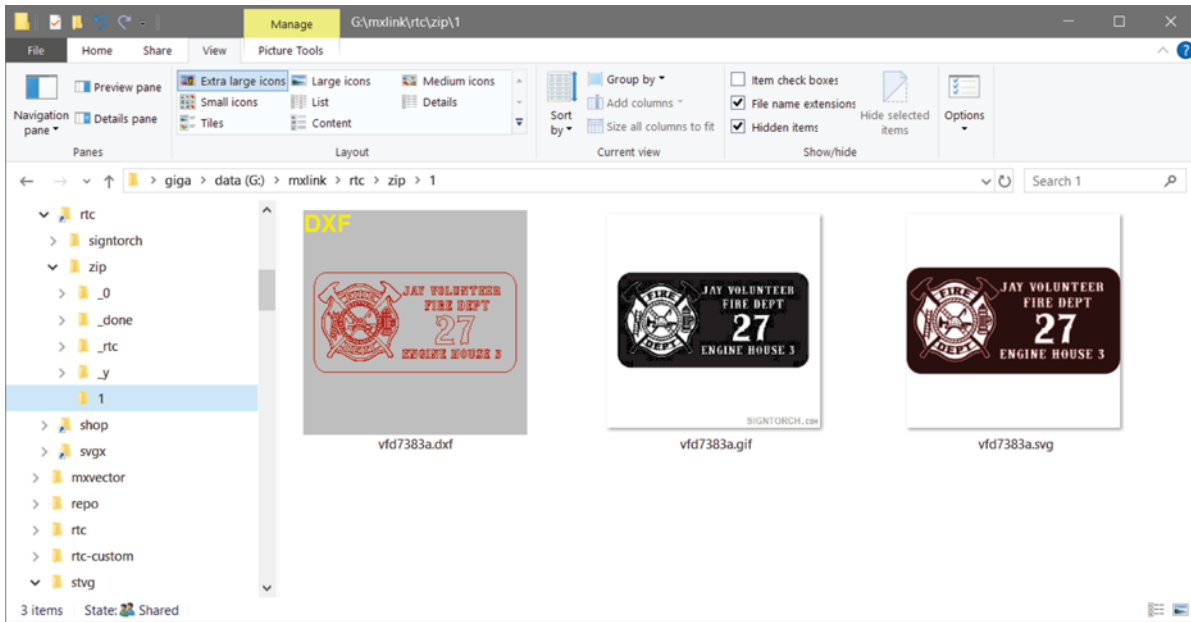 Manage G:\mxlink\rtc\zip\1
File Home Share View Picture Tools
Navigation pane
Preview pane
Details pane
Panes
Extra large icons Large icons Medium icons
Small icons List Details
Tiles Content
Layout
Sort by
Group by
Add columns
Size all columns to fit
Current view
Item check boxes
File name extensions
Hidden items
Hide selected items
Show/hide
Options
giga > data (G:) > mxlink > rtc > zip > 1
Search 1
rtc
signtorch
zip
_0
_done
_rtc
_y
1
shop
svgx
mxvector
repo
rtc
rtc-custom
stvg
DXF
FIRE
DEPT
JAY VOLUNTEER
FIRE DEPT
27
ENGINE HOUSE 3
vfd7383a.dxf
FIRE
DEPT
JAY VOLUNTEER
FIRE DEPT
27
ENGINE HOUSE 3
SIGNTORCH.COM
vfd7383a.gif
FIRE
DEPT
JAY VOLUNTEER
FIRE DEPT
27
ENGINE HOUSE 3
vfd7383a.svg
3 items State: Shared